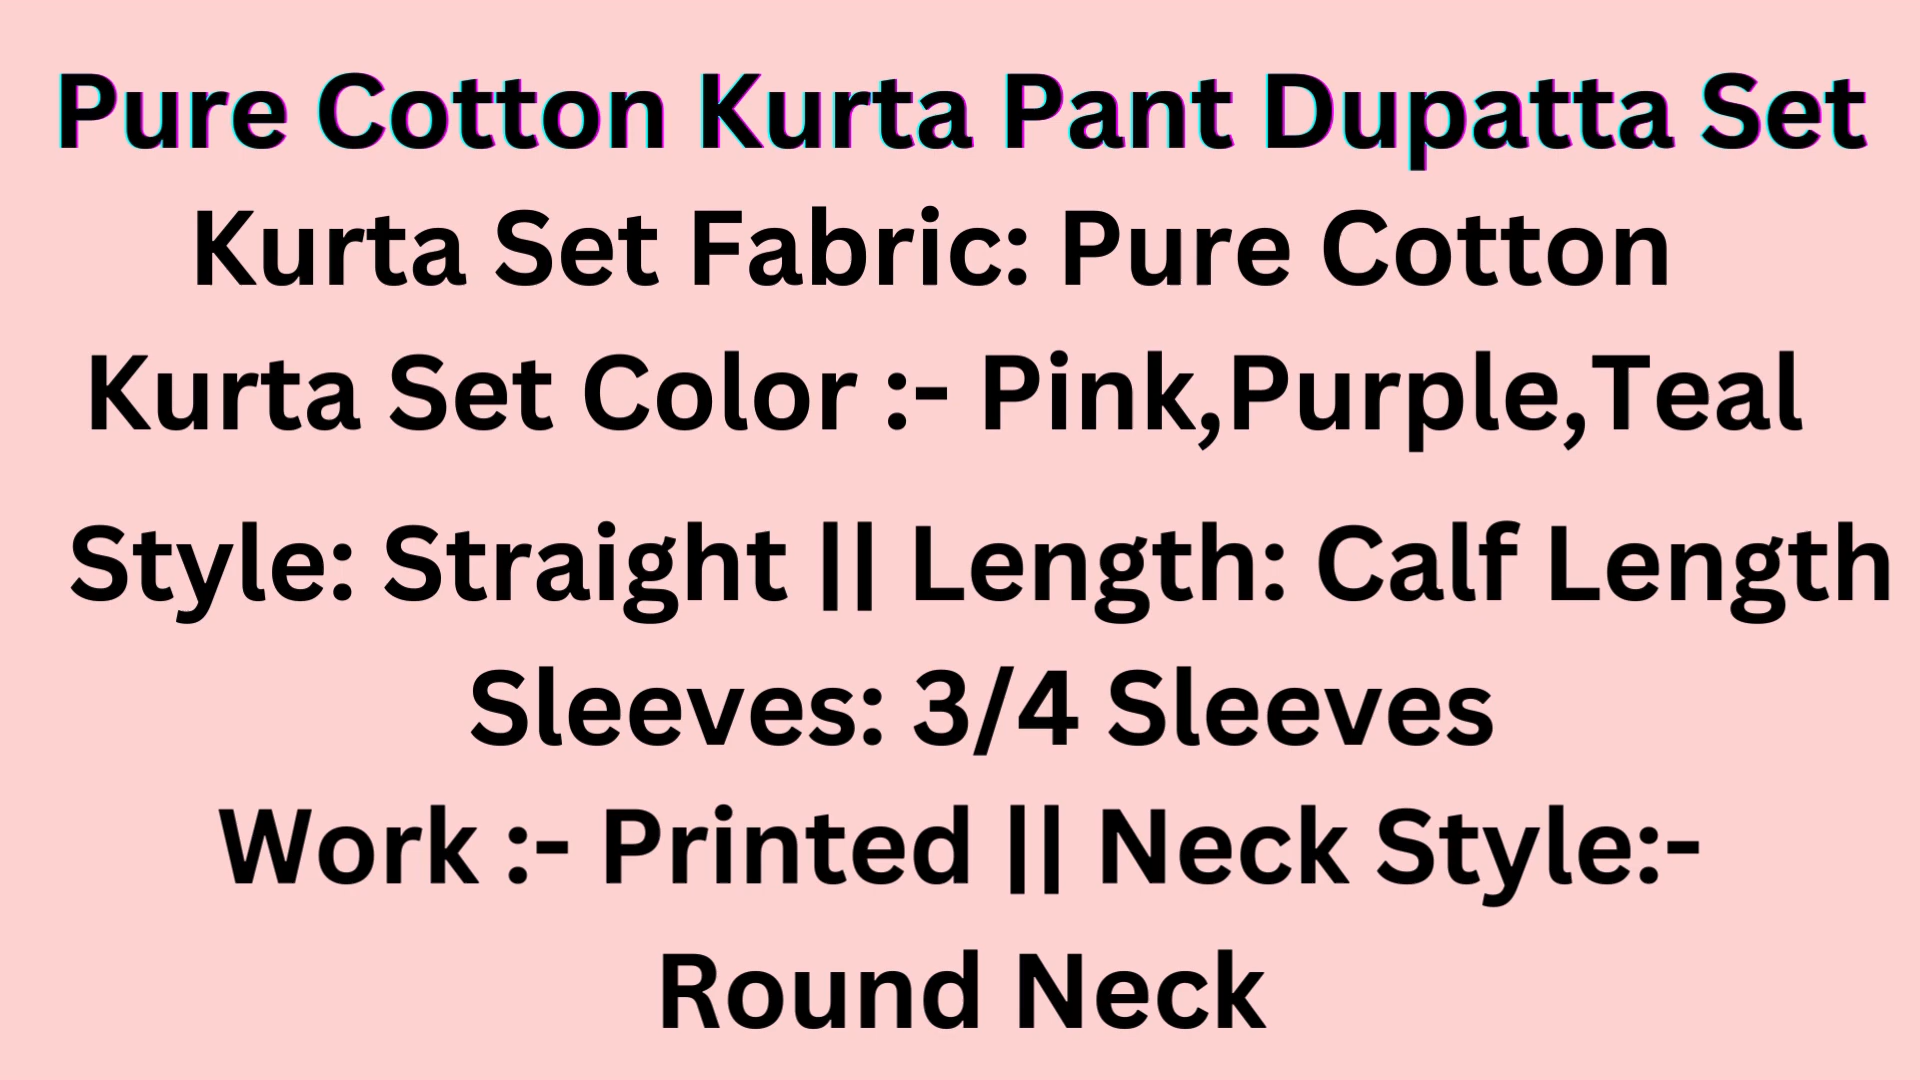 Pure Cotton Kurta Pant Dupatta Set
Kurta Set Fabric: Pure Cotton
Kurta Set Color :- Pink,Purple,Teal
Style: Straight || Length: Calf Length
Sleeves: 3/4 Sleeves
Work :- Printed || Neck Style:-
Round Neck